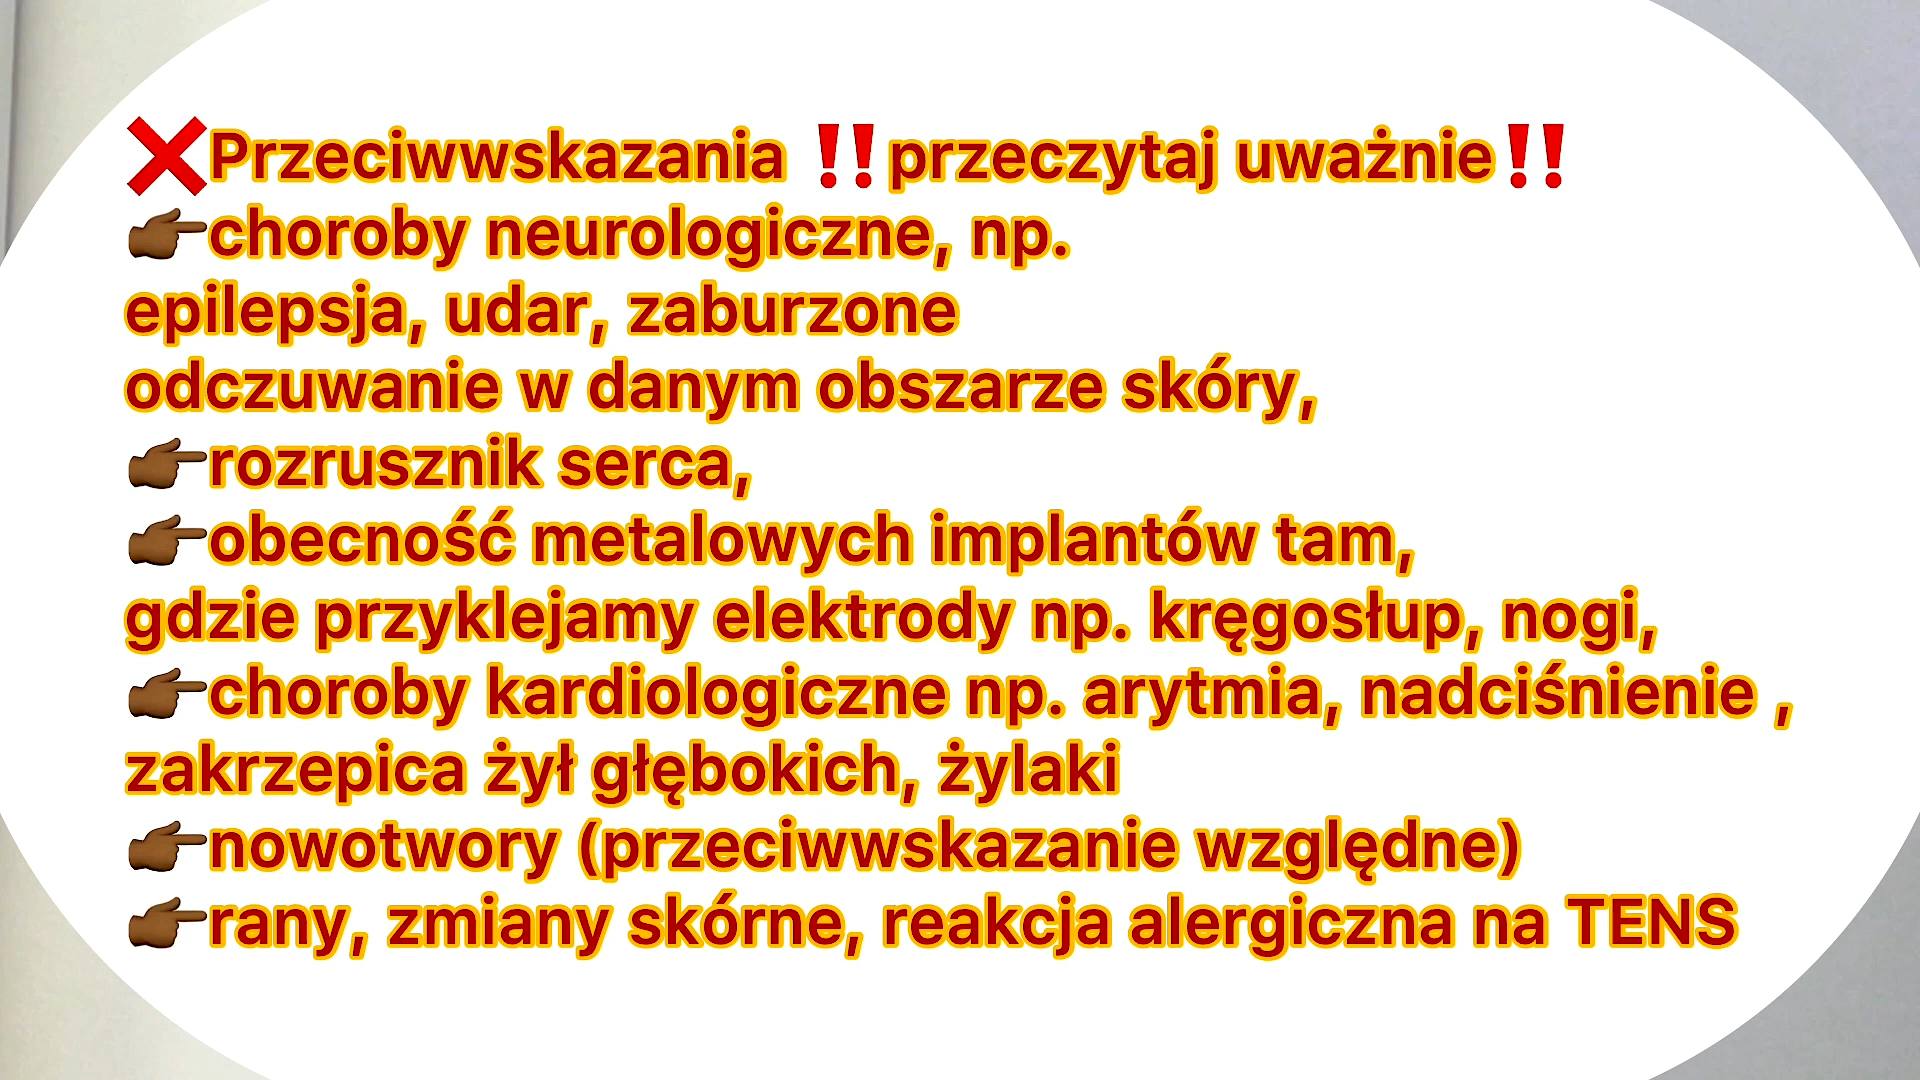 ❌Przeciwwskazania ‼️przeczytaj uważnie‼️
👉🏾choroby neurologiczne, np.
epilepsja, udar, zaburzone
odczuwanie w danym obszarze skóry,
👉🏾rozrusznik serca,
👉🏾obecność metalowych implantów tam,
gdzie przyklejamy elektrody np. kręgosłup, nogi,
👉🏾choroby kardiologiczne np. arytmia, nadciśnienie ,
zakrzepica żył głębokich, żylaki
👉🏾nowotwory (przeciwwskazanie względne)
👉🏾rany, zmiany skórne, reakcja alergiczna na TENS